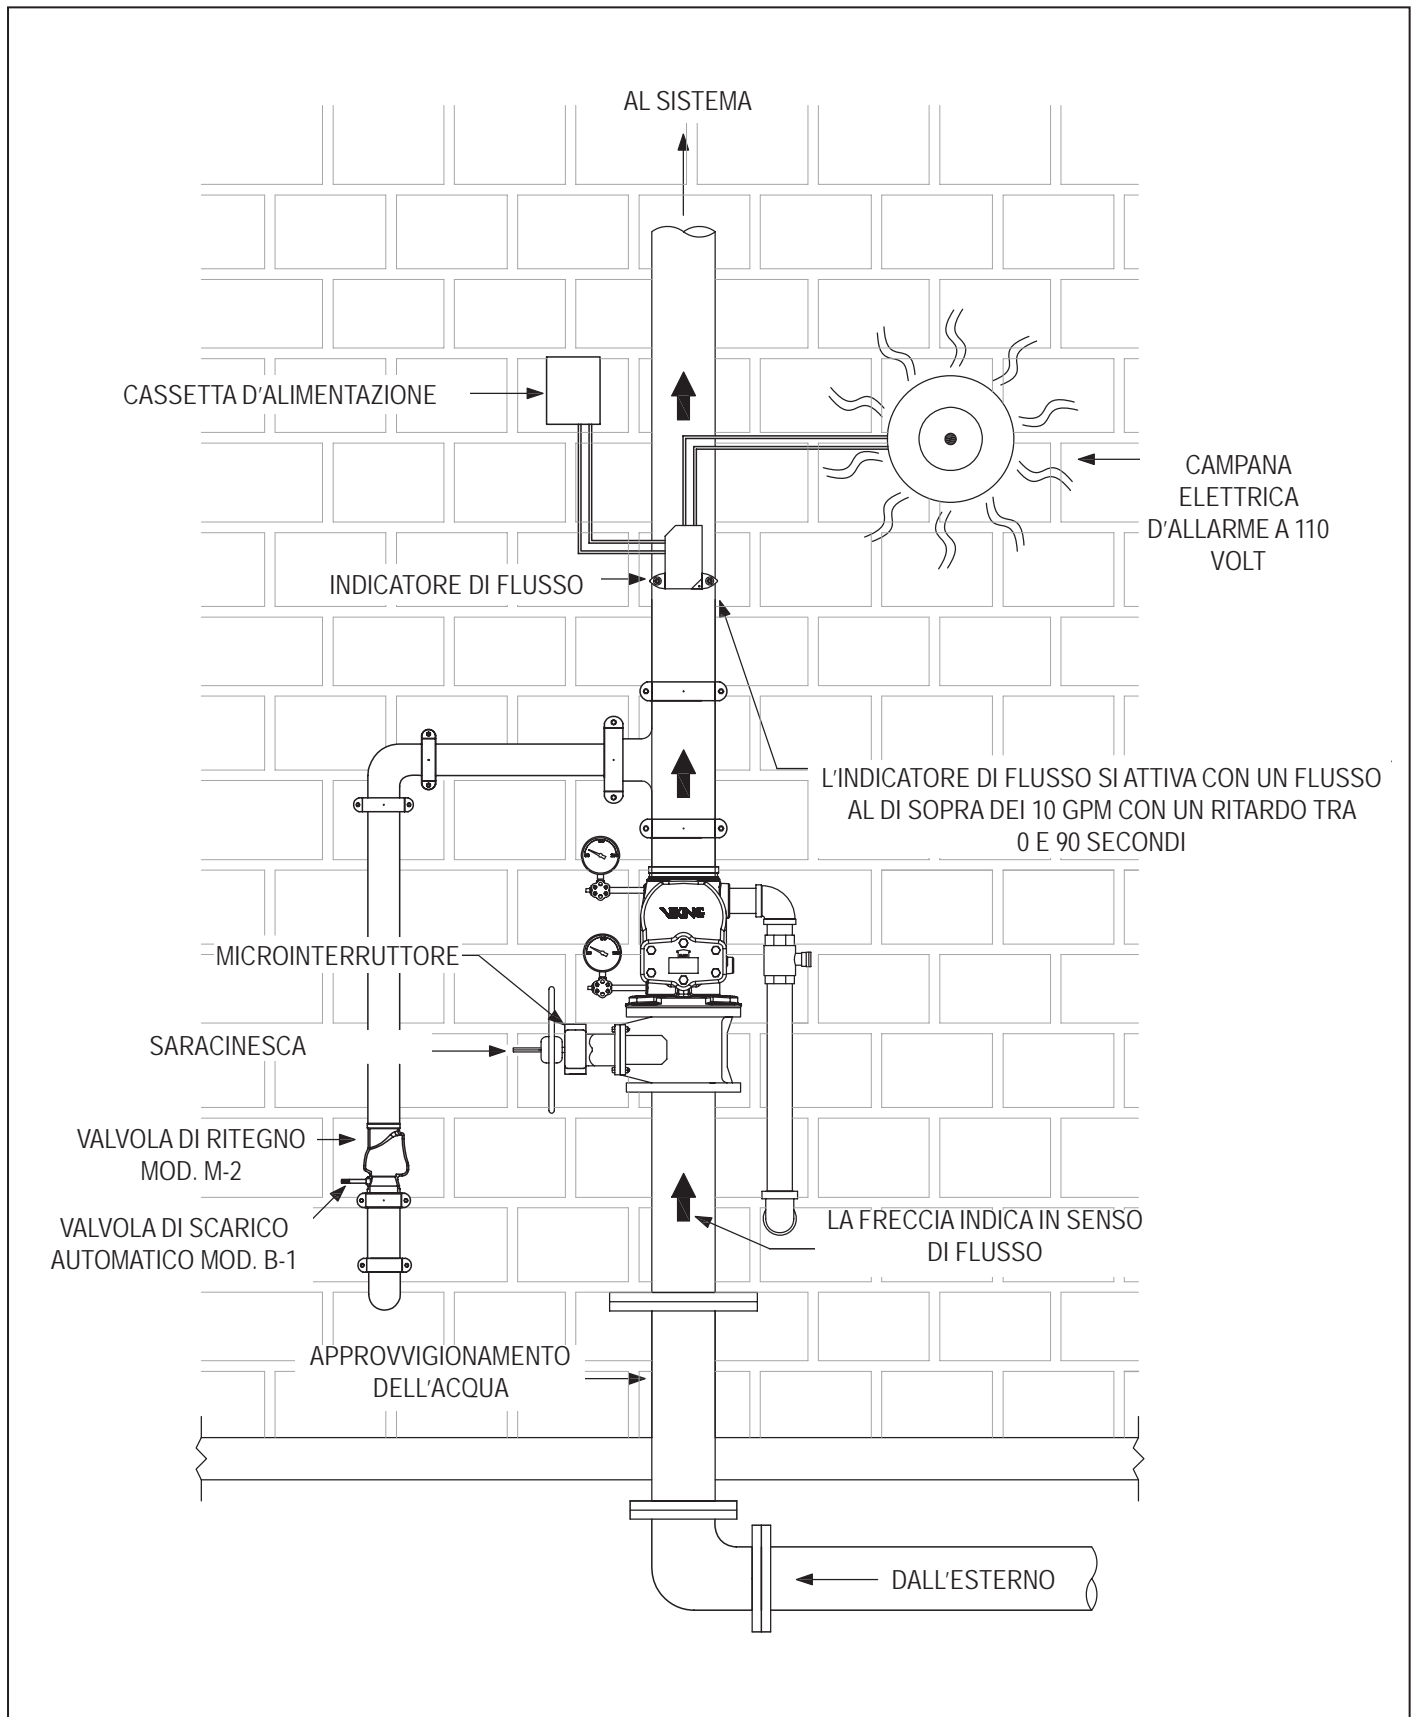 AL SISTEMA
CASSETTA D'ALIMENTAZIONE
CAMPANA
ELETTRICA
D'ALLARME A 110
VOLT
INDICATORE DI FLUSSO
L'INDICATORE DI FLUSSO SI ATTIVA CON UN FLUSSO
AL DI SOPRA DEI 10 GPM CON UN RITARDO TRA
0 E 90 SECONDI
VIKING
MICROINTERRUTTORE
SARACINESCA
VALVOLA DI RITEGNO
MOD. M-2
VALVOLA DI SCARICO
AUTOMATICO MOD. B-1
LA FRECCIA INDICA IN SENSO
DI FLUSSO
APPROVVIGIONAMENTO
DELL'ACQUA
DALL'ESTERNO